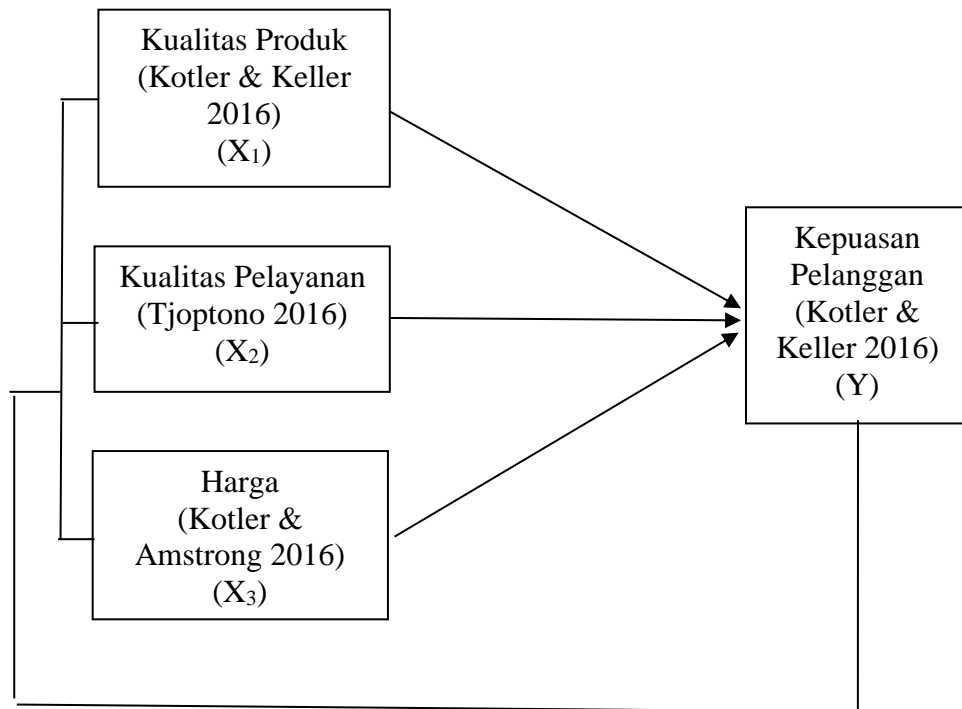 Kualitas Produk
(Kotler & Keller
2016)
(X₁)
Kualitas Pelayanan
(Tjoptono 2016)
(X₂)
Harga
(Kotler &
Amstrong 2016)
(X₃)
Kepuasan
Pelanggan
(Kotler &
Keller 2016)
(Y)